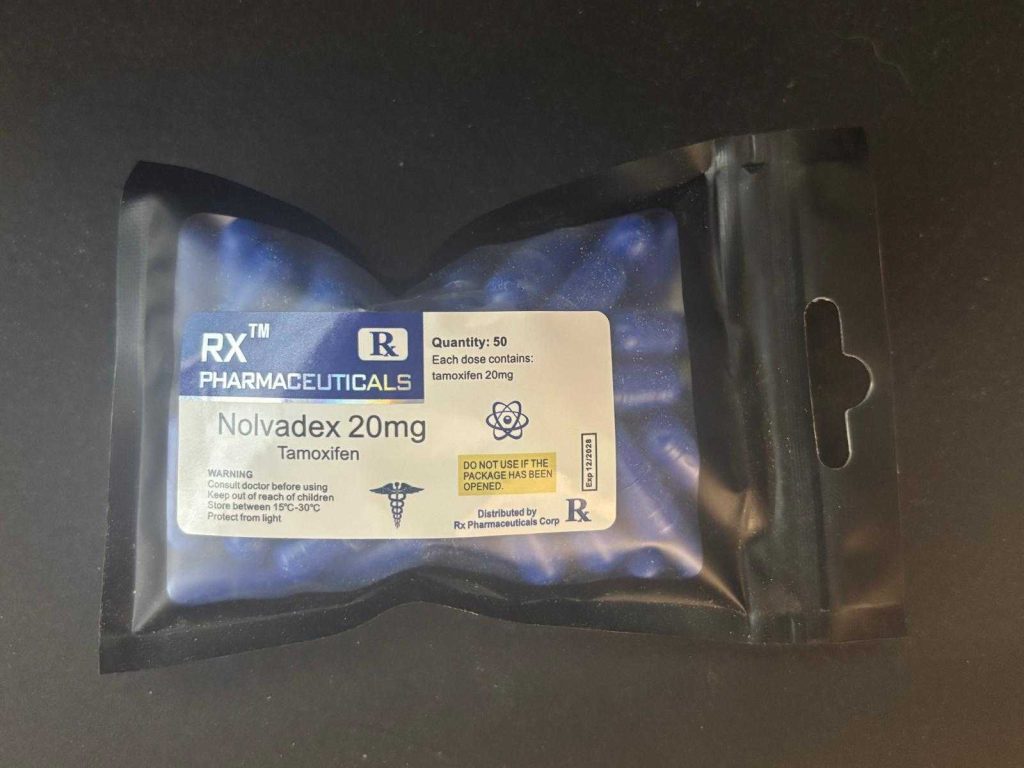 RX™
PHARMACEUTICALS
Rx
Nolvadex 20mg
Tamoxifen
WARNING
Consult doctor before using
Keep out of reach of children
Store between 15°C-30°C
Protect from light
Quantity: 50
Each dose contains:
tamoxifen 20mg
DO NOT USE IF THE
PACKAGE HAS BEEN
OPENED.
Exp 12/2028
Distributed by
Rx Pharmaceuticals Corp
Rx